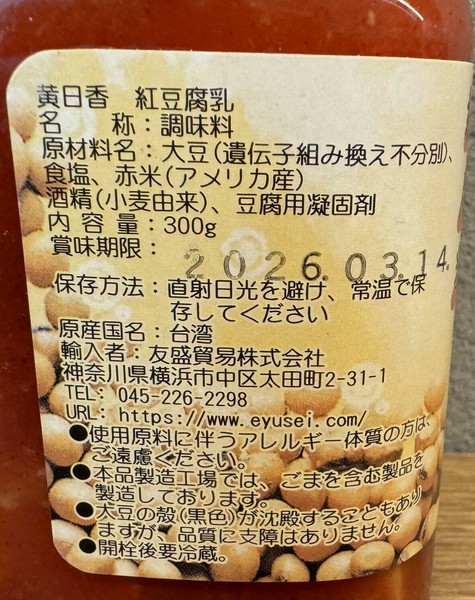 黄日香　紅豆腐乳
名　　称：調味料
原材料名：大豆(遺伝子組み換え不分別)、
食塩、赤米(アメリカ産)
酒精(小麦由来)、豆腐用凝固剤
内 容 量：300g
賞味期限：
2026.03.14.
保存方法：直射日光を避け、常温で保
存してください
原産国名：台湾
輸入者：友盛貿易株式会社
神奈川県横浜市中区太田町2-31-1
TEL: 045-226-2298
URL: https://www.eyusei.com/
●使用原料に伴うアレルギー体質の方は、
ご遠慮ください。
●本品製造工場では、ごまを含む製品を
製造しております。
●大豆の殻(黒色)が沈殿することもあり
ますが、品質に支障はありません。
●開栓後要冷蔵。